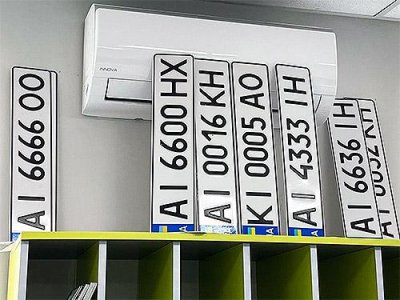 INNOVA
AI 6666 OO
AI 6600 HX
AI 0016 KH
KI 0005 AO
AI 4333 IH
AI 6636 IH